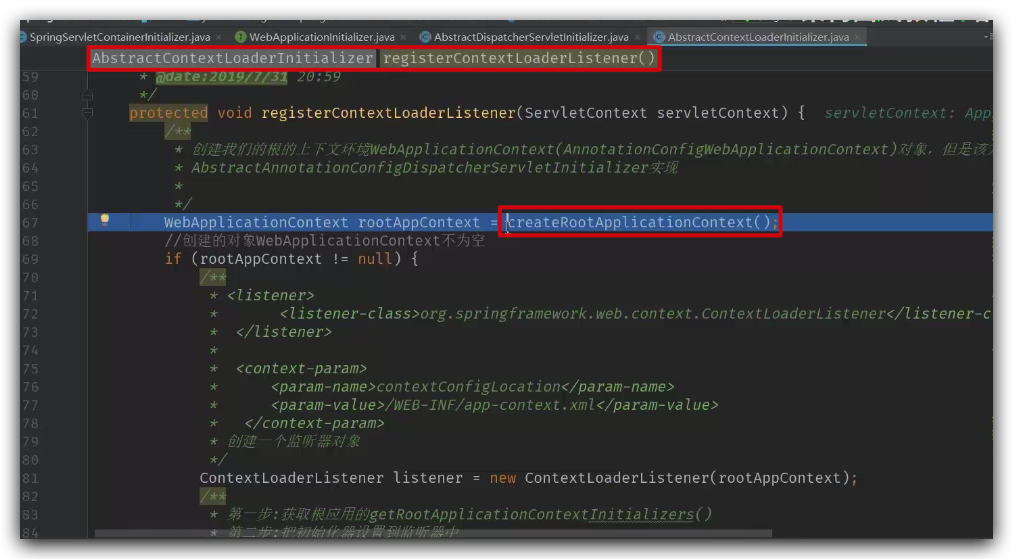 SpringServletContainerInitializer.java × WebApplicationInitializer.java × AbstractDispatcherServletInitializer.java × AbstractContextLoaderInitializer.java ×
AbstractContextLoaderInitializer registerContextLoaderListener()
59 * @date:2019/7/31 20:59
60 */
61 protected void registerContextLoaderListener(ServletContext servletContext) { servletContext: App
62 /**
63 * 创建我们的根的上下文环境WebApplicationContext(AnnotationConfigWebApplicationContext)对象，但是该
64 * AbstractAnnotationConfigDispatcherServletInitializer实现
65 *
66 */
67 WebApplicationContext rootAppContext = createRootApplicationContext();
68 //创建的对象WebApplicationContext不为空
69 if (rootAppContext != null) {
70 /**
71 * <listener>
72 * <listener-class>org.springframework.web.context.ContextLoaderListener</listener-c
73 * </listener>
74 *
75 * <context-param>
76 * <param-name>contextConfigLocation</param-name>
77 * <param-value>/WEB-INF/app-context.xml</param-value>
78 * </context-param>
79 * 创建一个监听器对象
80 */
81 ContextLoaderListener listener = new ContextLoaderListener(rootAppContext);
82 /**
83 * 第一步:获取根应用的getRootApplicationContextInitializers()
84 * 第二步:把初始化器设置到监听器中